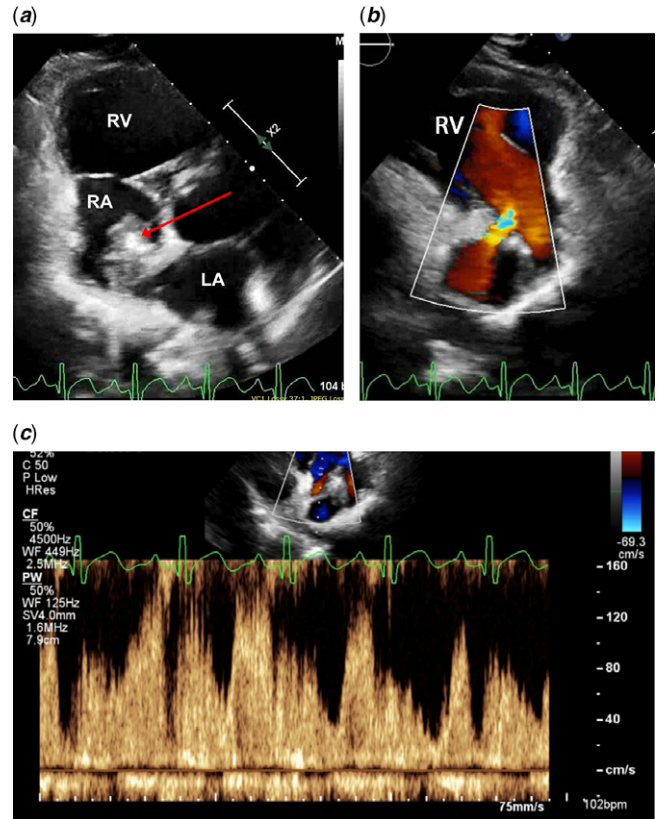 (a)
(b)
M
RV
X2
RA
LA
104 b
RV
(c)
52%
C 50
P Low
HRes
CF
50%
4500Hz
WF 449Hz
2.5MHz
PW
50%
WF 125Hz
SV4.0mm
1.6MHz
7.9cm
-69.3
cm/s
160
120
80
40
cm/s
75mm/s
102bpm